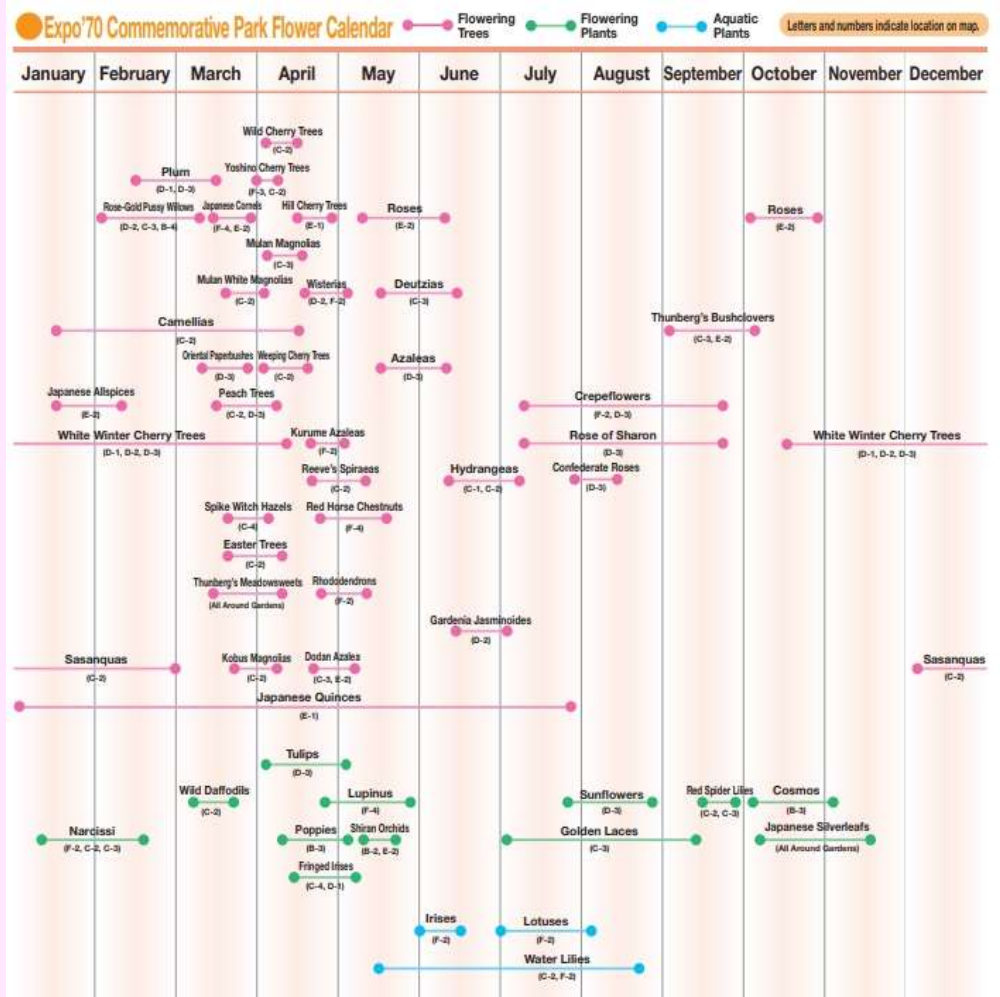 Expo'70 Commemorative Park Flower Calendar
Flowering Trees
Flowering Plants
Aquatic Plants
Letters and numbers indicate location on map.
January February March April May June July August September October November December
Wild Cherry Trees
(C-2)
Plum
(D-1, D-3)
Yoshino Cherry Trees
(F-3, C-2)
Rose-Gold Pussy Willows
(D-2, C-3, B-4)
Japanese Cornels
(F-4, E-2)
Hill Cherry Trees
(E-1)
Roses
(E-2)
Roses
(E-2)
Mulan Magnolias
(C-3)
Mulan White Magnolias
(C-2)
Wisterias
(D-2, F-2)
Deutzias
(C-3)
Thunberg's Bushclovers
(C-3, E-2)
Camellias
(C-2)
Oriental Paperbushes
(D-3)
Weeping Cherry Trees
(C-2)
Azaleas
(D-3)
Japanese Allspices
(E-2)
Peach Trees
(C-2, D-3)
Crepeflowers
(F-2, D-3)
White Winter Cherry Trees
(D-1, D-2, D-3)
Kurume Azaleas
(F-2)
Rose of Sharon
(D-3)
White Winter Cherry Trees
(D-1, D-2, D-3)
Reeve's Spiraeas
(C-2)
Hydrangeas
(C-1, C-2)
Confederate Roses
(D-3)
Spike Witch Hazels
(C-4)
Red Horse Chestnuts
(F-4)
Easter Trees
(C-2)
Thunberg's Meadowsweets
(All Around Gardens)
Rhododendrons
(F-2)
Gardenia Jasminoides
(D-2)
Sasanquas
(C-2)
Kobus Magnolias
(C-2)
Dodan Azalea
(C-3, E-2)
Sasanquas
(C-2)
Japanese Quinces
(E-1)
Tulips
(D-3)
Wild Daffodils
(C-2)
Lupinus
(F-4)
Sunflowers
(D-3)
Red Spider Lilies
(C-2, C-3)
Cosmos
(B-3)
Narcissi
(F-2, C-2, C-3)
Poppies
(B-3)
Shiran Orchids
(B-2, E-2)
Golden Laces
(C-3)
Japanese Silverleafs
(All Around Gardens)
Fringed Irises
(C-4, D-1)
Irises
(F-2)
Lotuses
(F-2)
Water Lilies
(C-2, F-2)